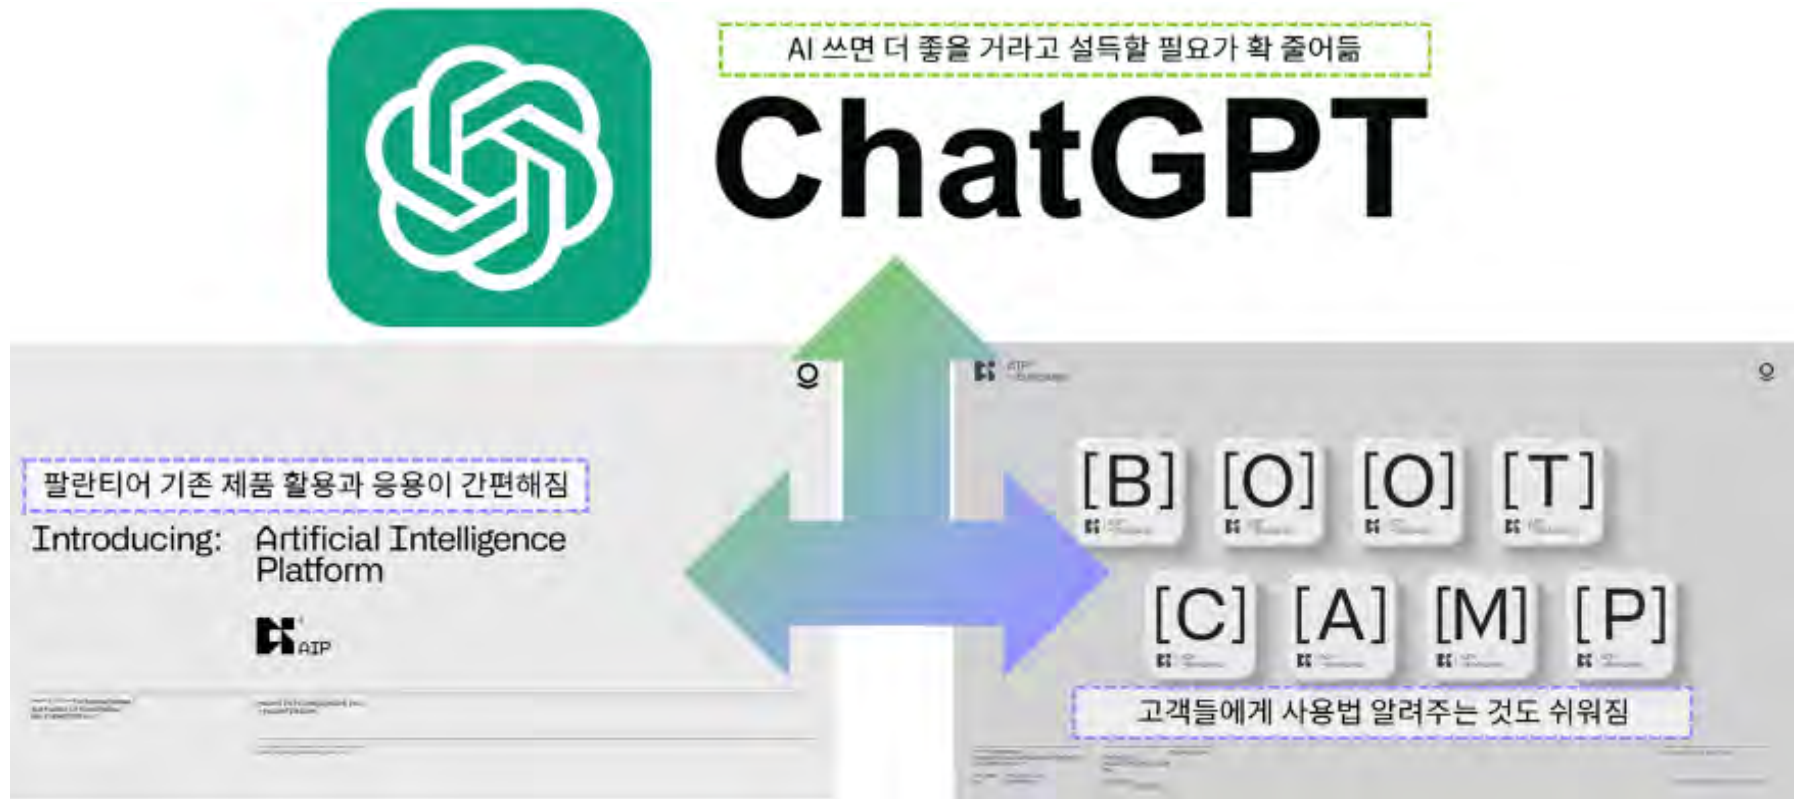 AI 쓰면 더 좋을 거라고 설득할 필요가 확 줄어듦
ChatGPT
팔란티어 기존 제품 활용과 응용이 간편해짐
Introducing: Artificial Intelligence
Platform
AIP
AIP
[B] [O] [O] [T]
[C] [A] [M] [P]
고객들에게 사용법 알려주는 것도 쉬워짐